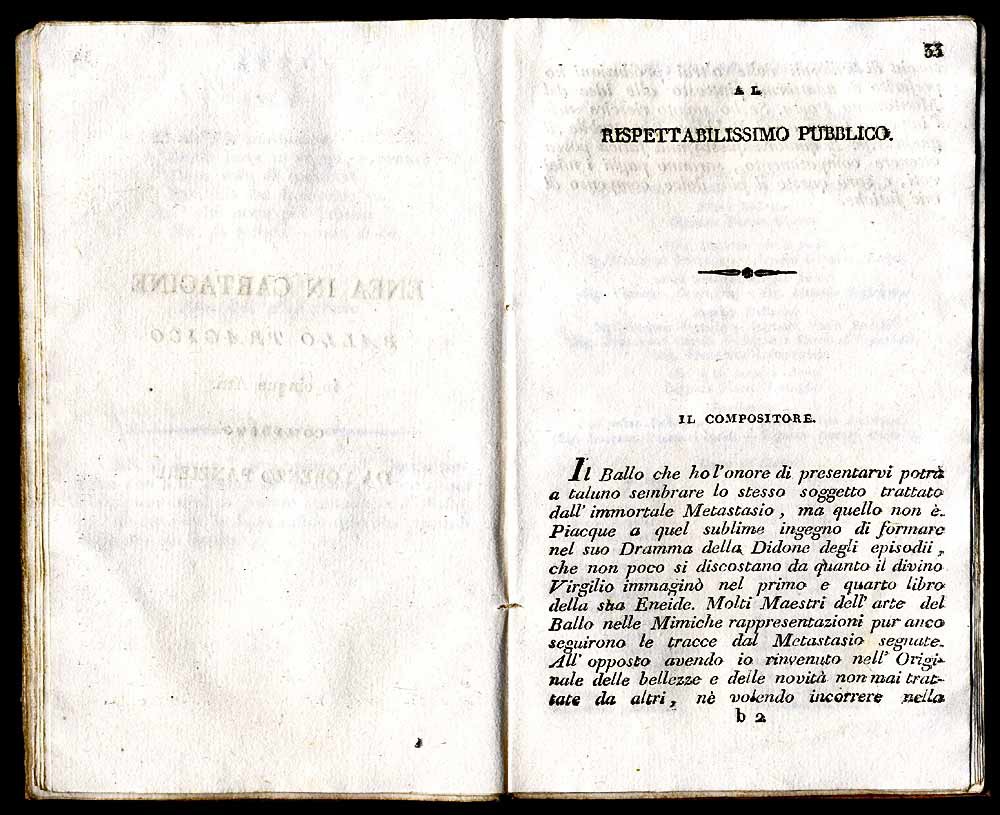 33
AL
RISPETTABILISSIMO PUBBLICO.
IL COMPOSITORE.
Il Ballo che ho l'onore di presentarvi potrà
a taluno sembrare lo stesso soggetto trattato
dall' immortale Metastasio, ma quello non è.
Piacque a quel sublime ingegno di formare
nel suo Dramma della Didone degli episodii,
che non poco si discostano da quanto il divino
Virgilio immaginò nel primo e quarto libro
della sua Eneide. Molti Maestri dell' arte del
Ballo nelle Mimiche rappresentazioni pur anco
seguirono le tracce dal Metastasio segnate.
All' opposto avendo io rinvenuto nell' Origi-
nale delle bellezze e delle novità non mai trat-
tate da altri, nè volendo incorrere nella
b 2